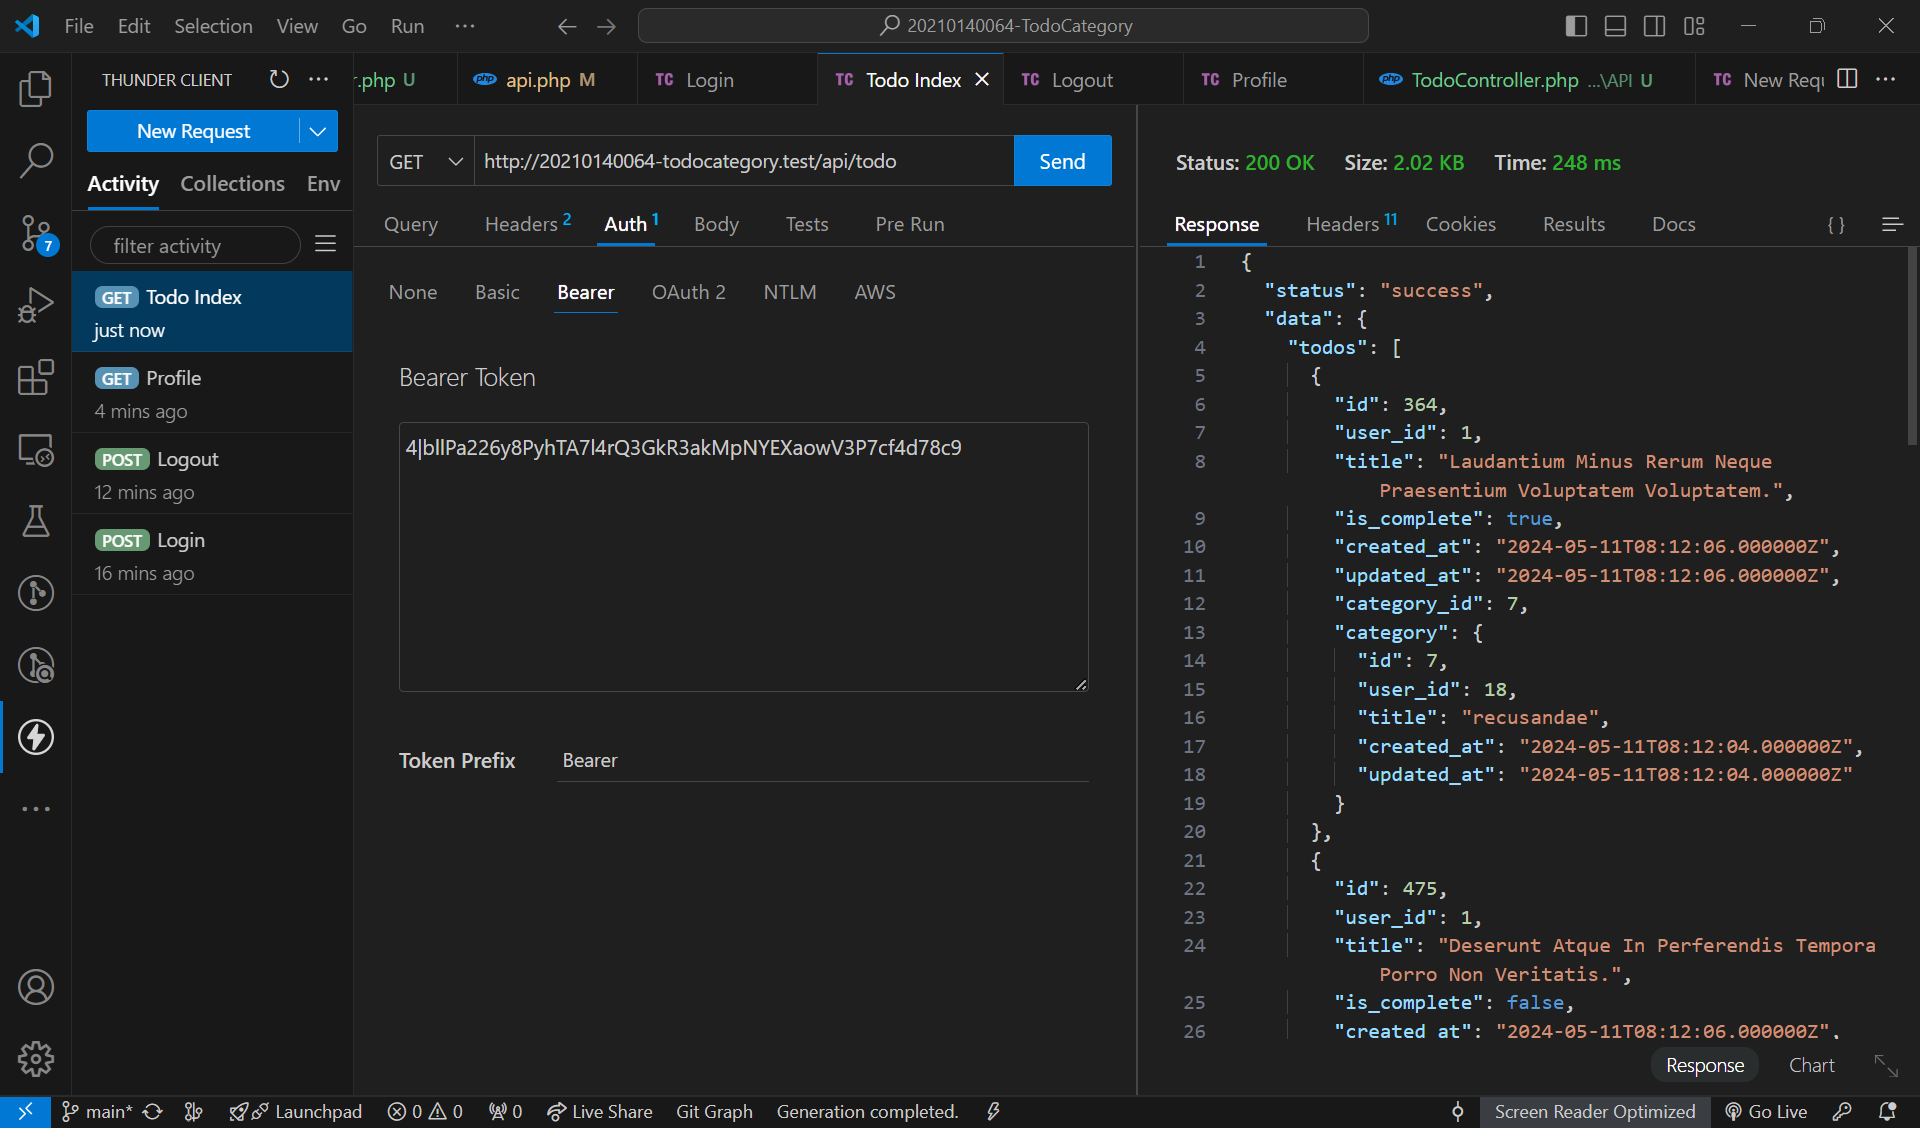 File Edit Selection View Go Run ···
20210140064-TodoCategory
THUNDER CLIENT ···
r.php U
php api.php M
TC Login
TC Todo Index
TC Logout
TC Profile
php TodoController.php ...\API U
TC New Requ
···
New Request
Activity Collections Env
filter activity
GET Todo Index
just now
GET Profile
4 mins ago
POST Logout
12 mins ago
POST Login
16 mins ago
7
GET http://20210140064-todocategory.test/api/todo Send
Query Headers 2 Auth 1 Body Tests Pre Run
None Basic Bearer OAuth 2 NTLM AWS
Bearer Token
4|bllPa226y8PyhTA7l4rQ3GkR3akMpNYEXaowV3P7cf4d78c9
Token Prefix Bearer
Status: 200 OK Size: 2.02 KB Time: 248 ms
Response Headers 11 Cookies Results Docs { }
1 {
2 "status": "success",
3 "data": {
4 "todos": [
5 {
6 "id": 364,
7 "user_id": 1,
8 "title": "Laudantium Minus Rerum Neque
Praesentium Voluptatem Voluptatem.",
9 "is_complete": true,
10 "created_at": "2024-05-11T08:12:06.000000Z",
11 "updated_at": "2024-05-11T08:12:06.000000Z",
12 "category_id": 7,
13 "category": {
14 "id": 7,
15 "user_id": 18,
16 "title": "recusandae",
17 "created_at": "2024-05-11T08:12:04.000000Z",
18 "updated_at": "2024-05-11T08:12:04.000000Z"
19 }
20 },
21 {
22 "id": 475,
23 "user_id": 1,
24 "title": "Deserunt Atque In Perferendis Tempora
Porro Non Veritatis.",
25 "is_complete": false,
26 "created_at": "2024-05-11T08:12:06.000000Z",
Response Chart
main* Launchpad 0 0 0 Live Share Git Graph Generation completed. Screen Reader Optimized Go Live